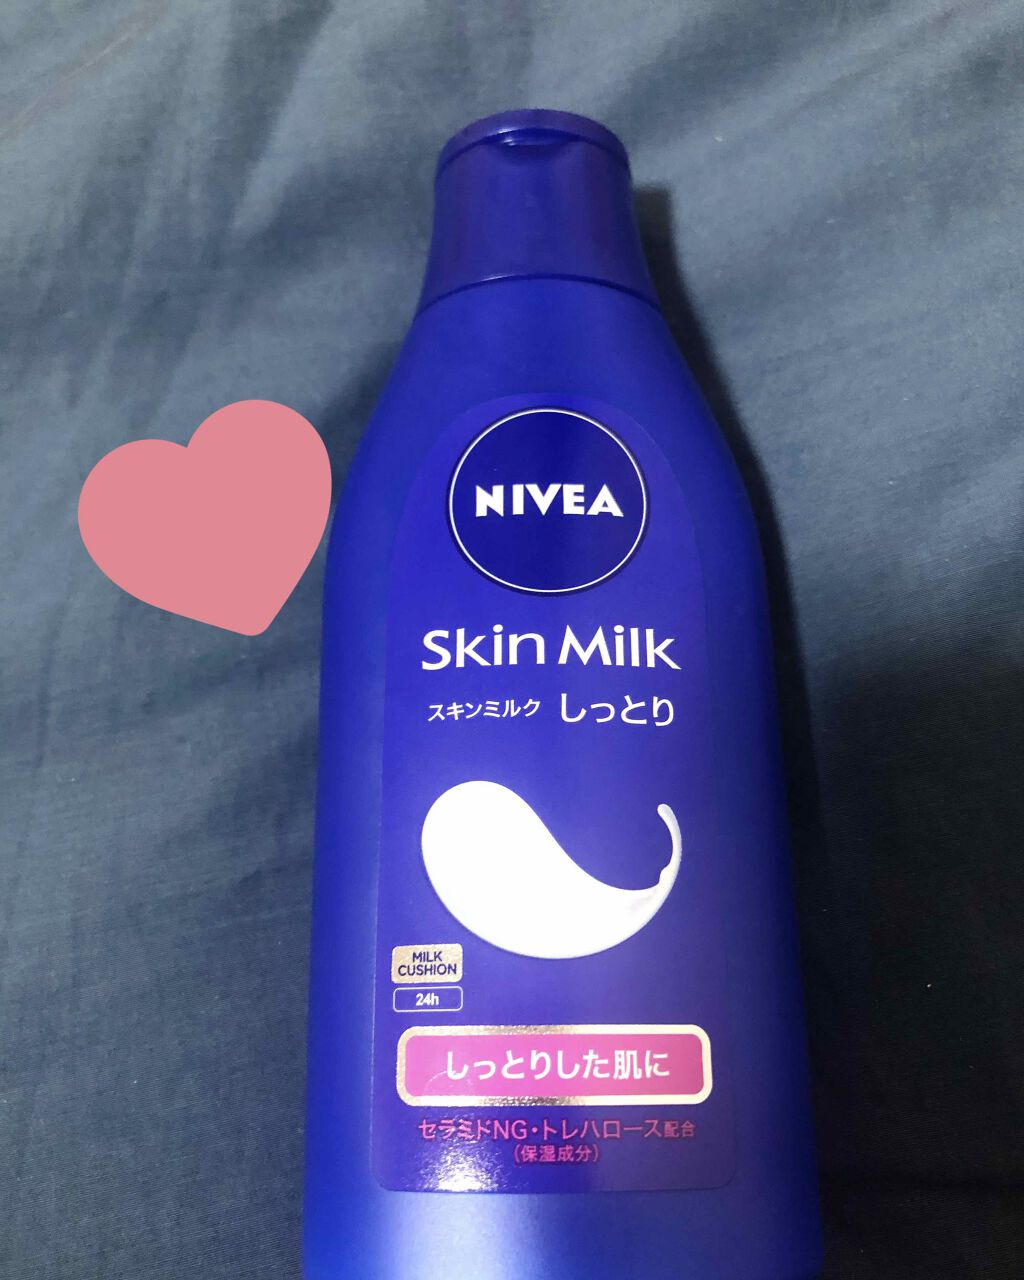 NIVEA
Skin Milk
スキンミルク しっとり
MILK
CUSHION
24h
しっとりした肌に
セラミドNG・トレハロース配合
(保湿成分)